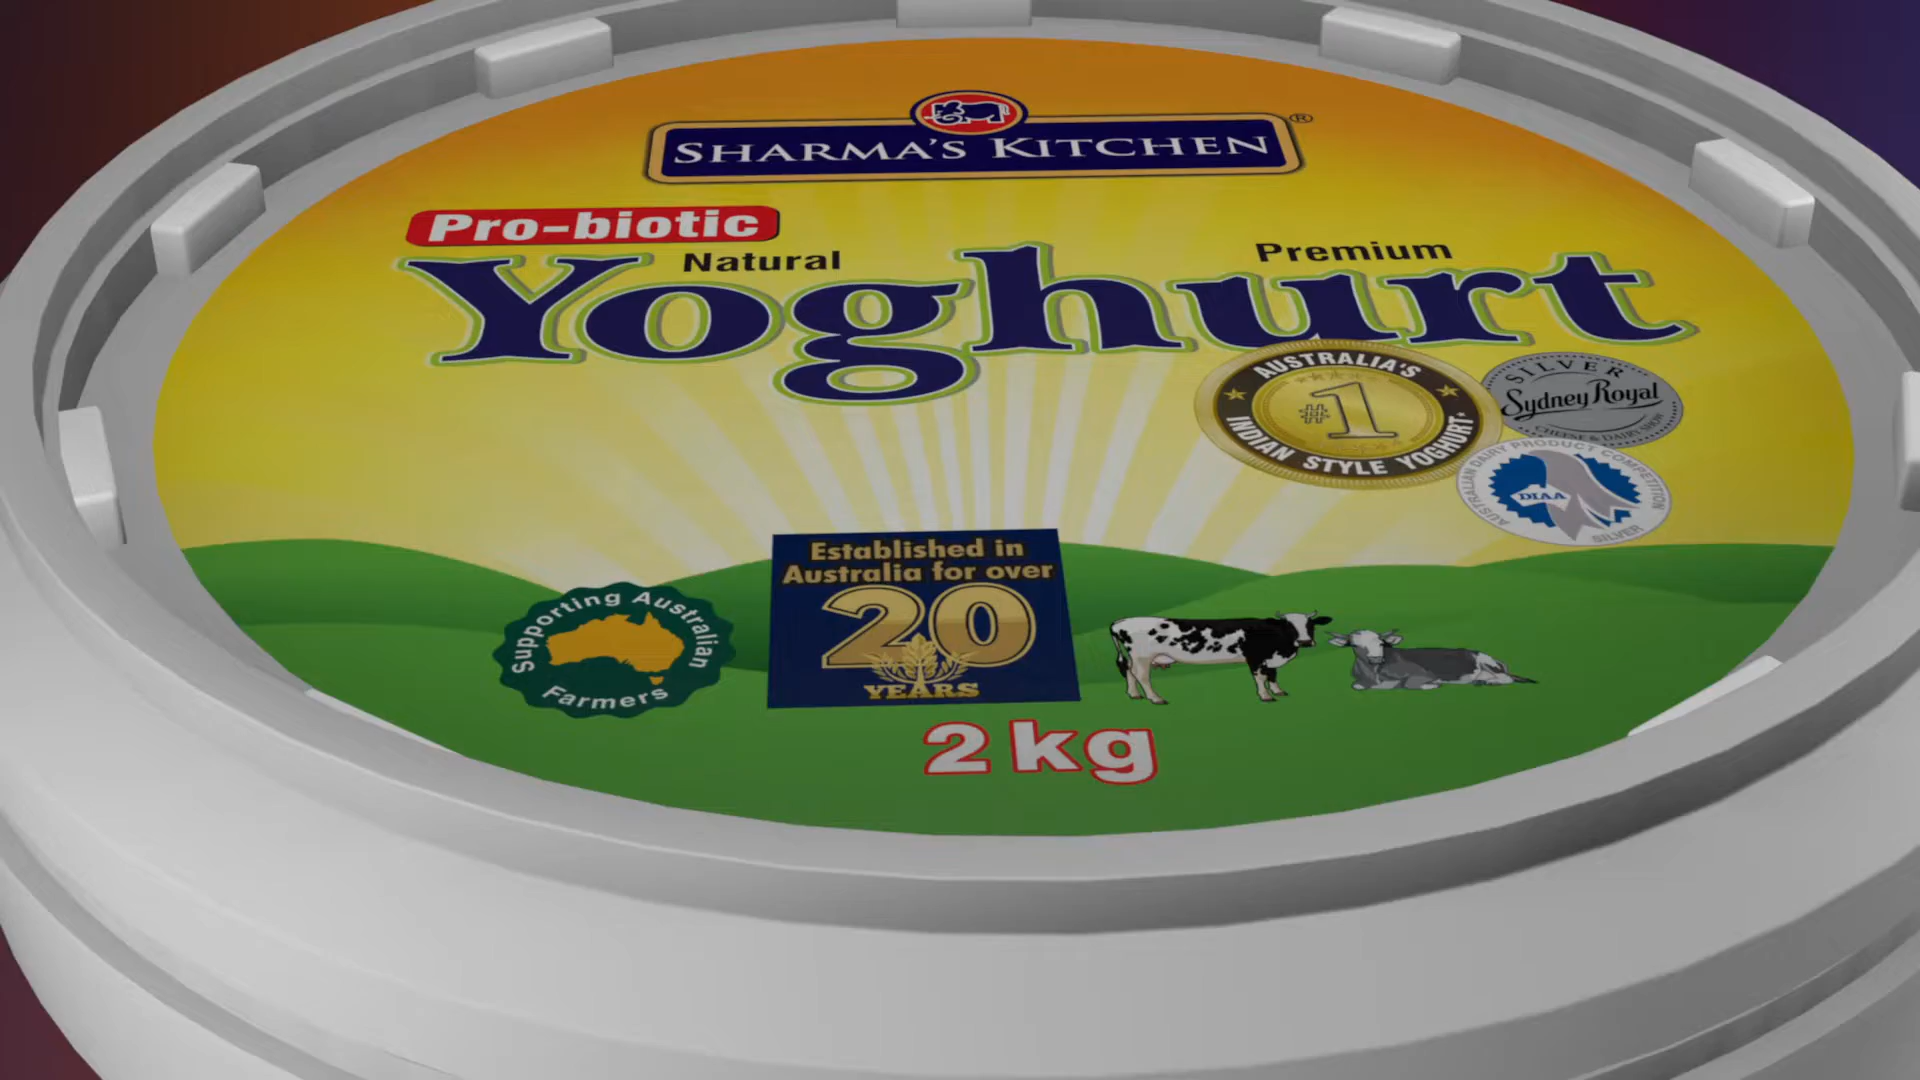 SHARMA'S KITCHEN®
Pro-biotic
Natural
Premium
Yoghurt
AUSTRALIA'S
#1
INDIAN STYLE YOGHURT
SILVER
Sydney Royal
CHEESE & DAIRY SHOW
AUSTRALIAN DAIRY PRODUCT COMPETITION
DIAA
SILVER
Established in
Australia for over
20
YEARS
Supporting Australian
Farmers
2 kg